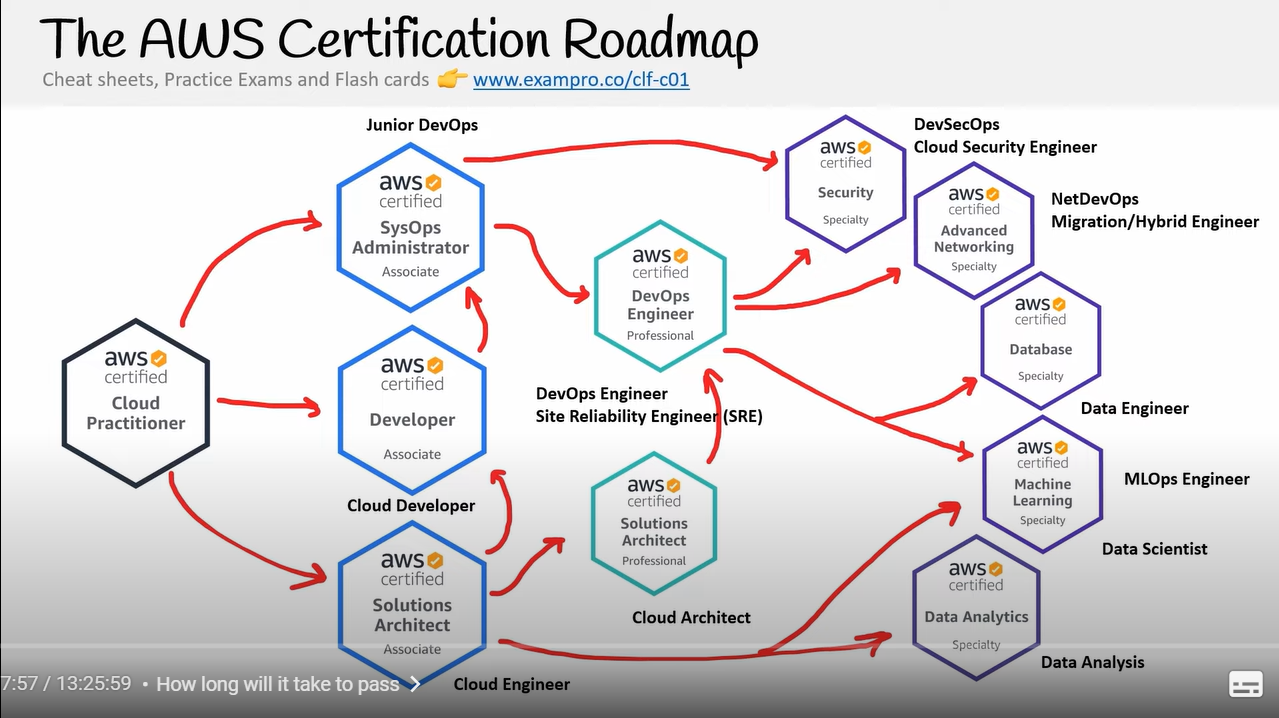 The AWS Certification Roadmap
Cheat sheets, Practice Exams and Flash cards 👉 www.exampro.co/clf-c01
Junior DevOps
aws
certified
SysOps
Administrator
Associate
aws
certified
Security
Specialty
DevSecOps
Cloud Security Engineer
aws
certified
Advanced
Networking
Specialty
NetDevOps
Migration/Hybrid Engineer
aws
certified
DevOps
Engineer
Professional
DevOps Engineer
Site Reliability Engineer (SRE)
aws
certified
Database
Specialty
Data Engineer
aws
certified
Cloud
Practitioner
aws
certified
Developer
Associate
Cloud Developer
aws
certified
Machine
Learning
Specialty
MLOps Engineer
Data Scientist
aws
certified
Solutions
Architect
Professional
Cloud Architect
aws
certified
Solutions
Architect
Associate
Cloud Engineer
aws
certified
Data Analytics
Specialty
Data Analysis
7:57 / 13:25:59 • How long will it take to pass